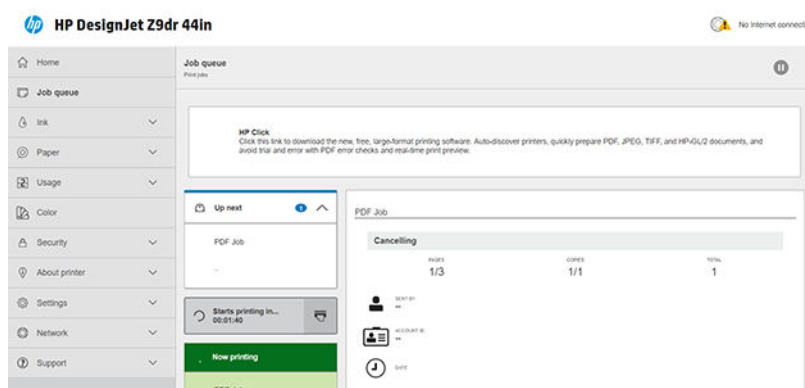 hp HP DesignJet Z9dr 44in
No Internet connecti
Home
Job queue
Ink
Paper
Usage
Color
Security
About printer
Settings
Network
Support
Job queue
Print jobs
HP Click
Click this link to download the new, free, large-format printing software. Auto-discover printers, quickly prepare PDF, JPEG, TIFF, and HP-GL/2 documents, and
avoid trial and error with PDF error checks and real-time print preview.
Up next 1
PDF Job
--
Starts printing in...
00:01:40
Now printing
PDF Job
PDF Job
Cancelling
PAGES COPIES TOTAL
1/3 1/1 1
SENT BY
--
ACCOUNT ID
--
DATE